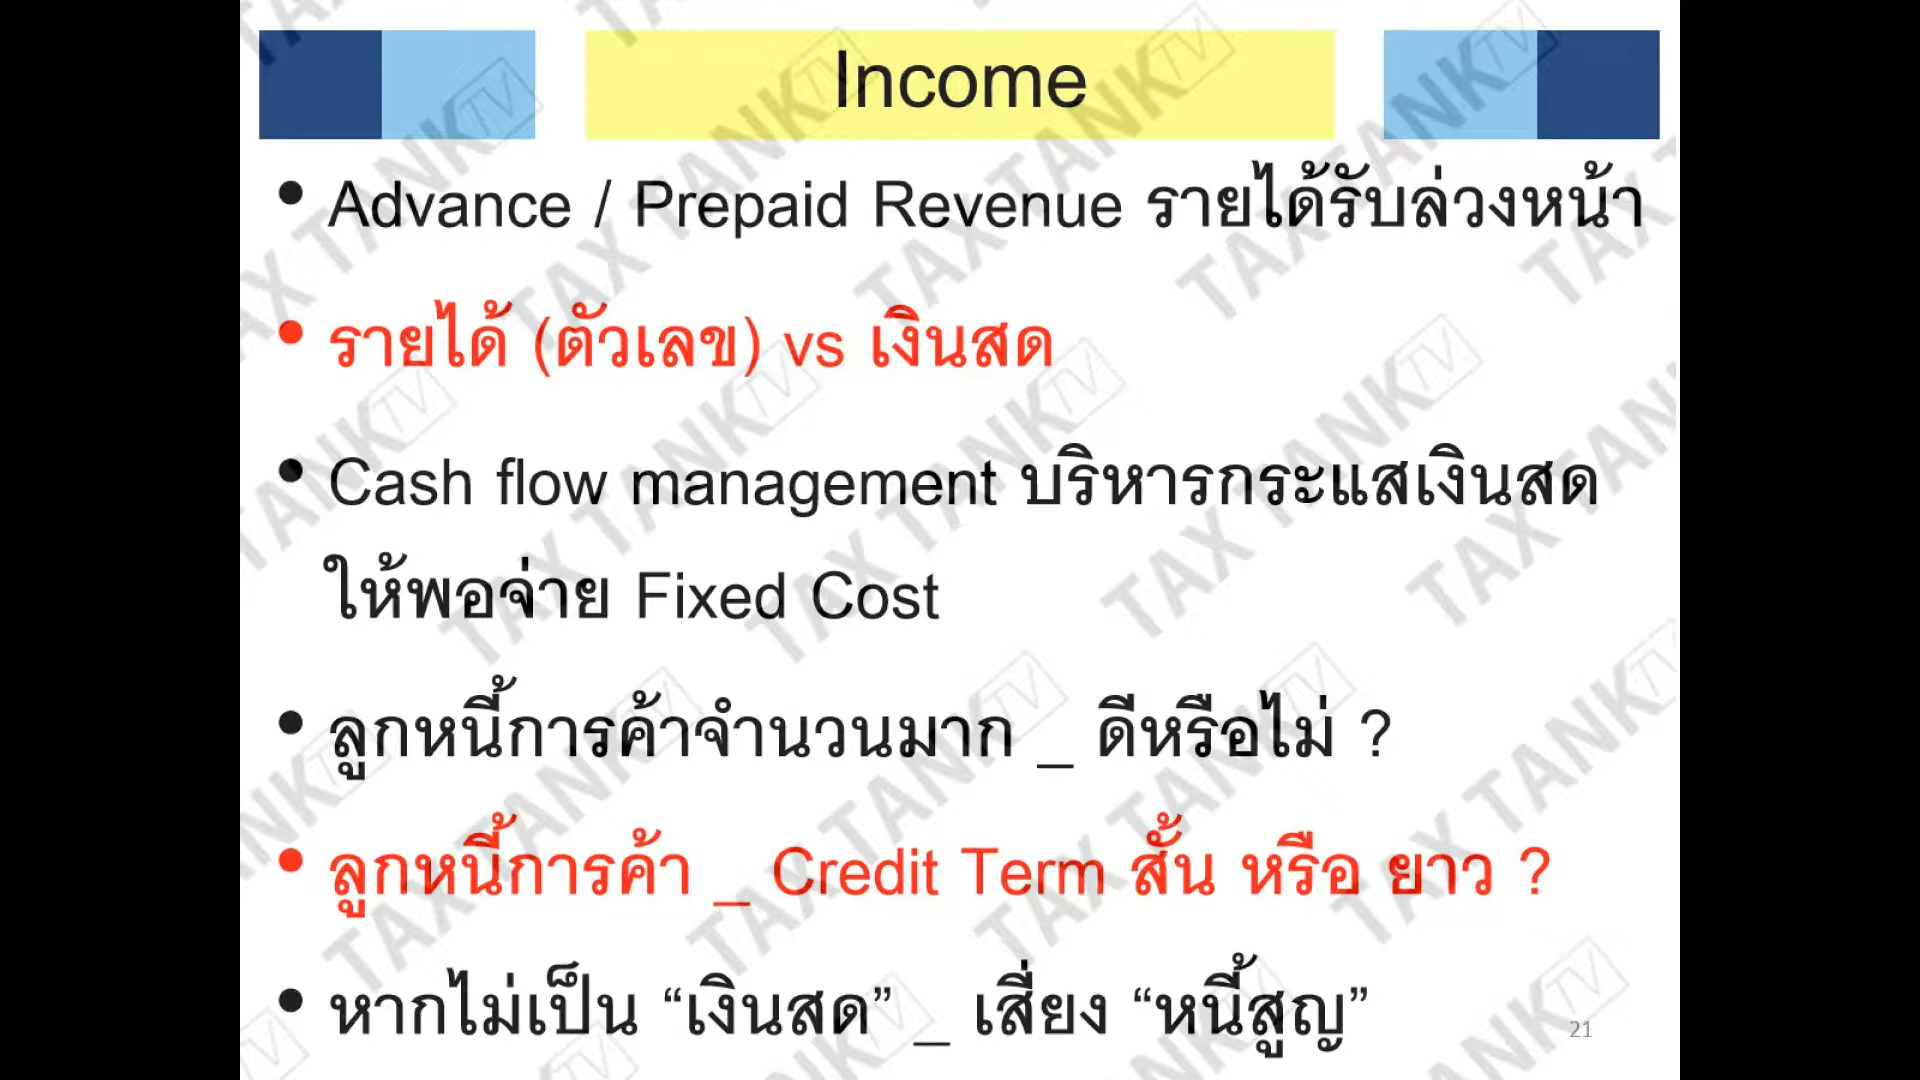 Income
• Advance / Prepaid Revenue รายได้รับล่วงหน้า
• รายได้ (ตัวเลข) vs เงินสด
• Cash flow management บริหารกระแสเงินสด
ให้พอจ่าย Fixed Cost
• ลูกหนี้การค้าจำนวนมาก _ ดีหรือไม่ ?
• ลูกหนี้การค้า _ Credit Term สั้น หรือ ยาว ?
• หากไม่เป็น “เงินสด” _ เสี่ยง “หนี้สูญ”
21
TAX TANK TV